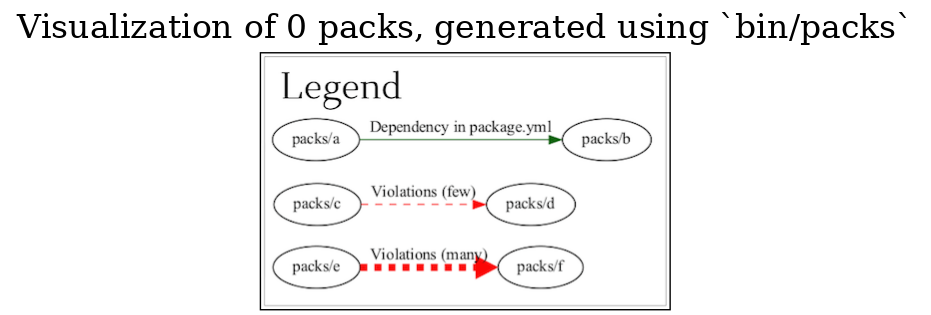 Visualization of 0 packs, generated using `bin/packs`
Legend
packs/a Dependency in package.yml packs/b
packs/c Violations (few) packs/d
packs/e Violations (many) packs/f